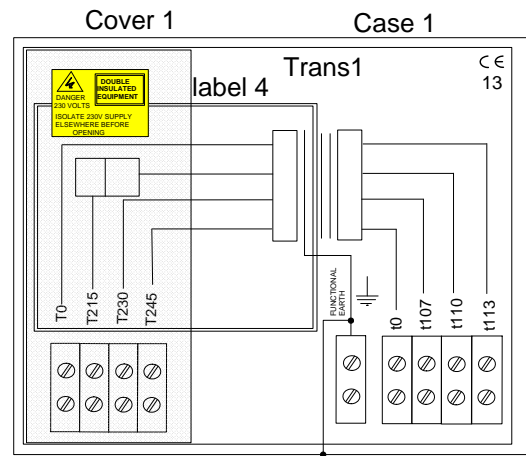 Cover 1
Case 1
Trans1
CE
13
label 4
DANGER
230 VOLTS
DOUBLE
INSULATED
EQUIPMENT
ISOLATE 230V SUPPLY
ELSEWHERE BEFORE
OPENING
T0
T215
T230
T245
FUNCTIONAL
EARTH
t0
t107
t110
t113